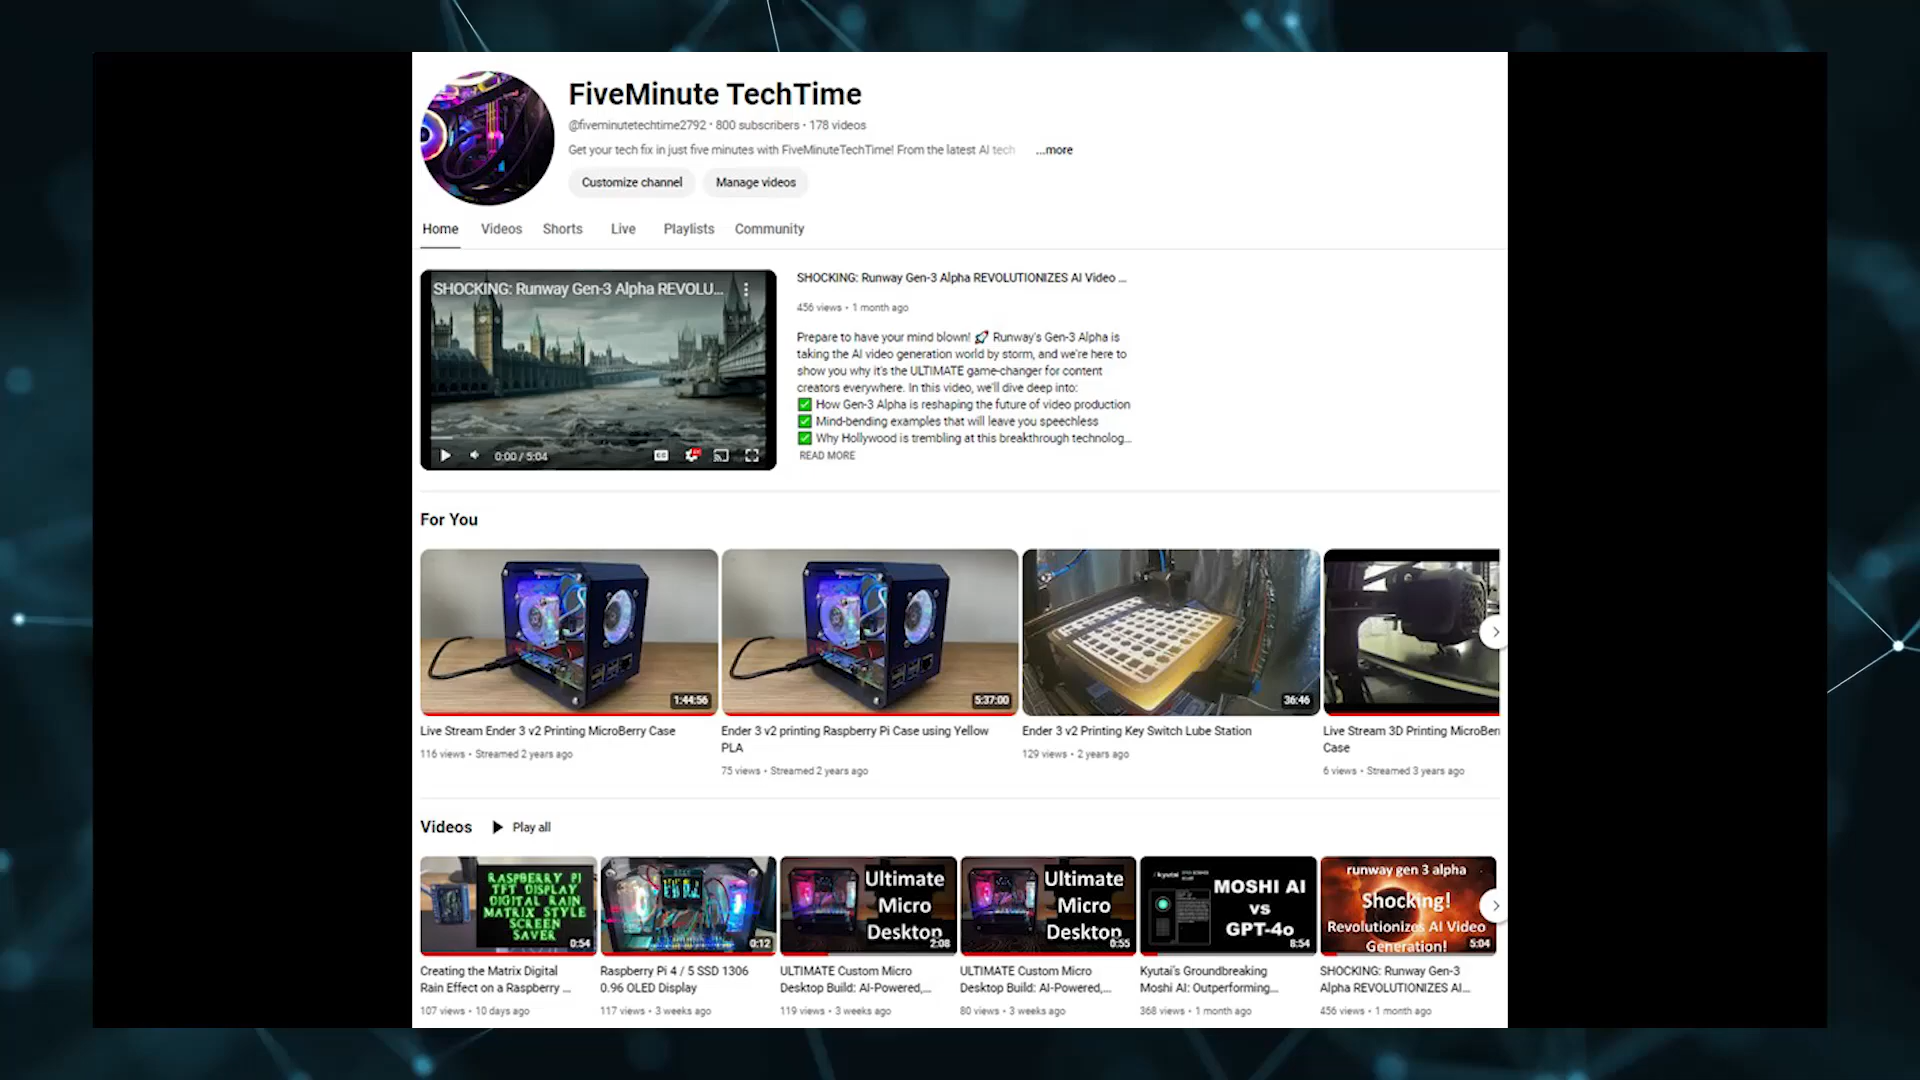 FiveMinute TechTime
@fiveminutetechtime2792 • 800 subscribers • 178 videos
Get your tech fix in just five minutes with FiveMinuteTechTime! From the latest AI tech ...more
Customize channel Manage videos
Home Videos Shorts Live Playlists Community
SHOCKING: Runway Gen-3 Alpha REVOLU...
0:00 / 5:04
SHOCKING: Runway Gen-3 Alpha REVOLUTIONIZES AI Video ...
456 views • 1 month ago
Prepare to have your mind blown! 🚀 Runway's Gen-3 Alpha is
taking the AI video generation world by storm, and we're here to
show you why it's the ULTIMATE game-changer for content
creators everywhere. In this video, we'll dive deep into:
✅ How Gen-3 Alpha is reshaping the future of video production
✅ Mind-bending examples that will leave you speechless
✅ Why Hollywood is trembling at this breakthrough technolog...
READ MORE
For You
1:44:56
Live Stream Ender 3 v2 Printing MicroBerry Case
116 views • Streamed 2 years ago
5:37:00
Ender 3 v2 printing Raspberry Pi Case using Yellow
PLA
75 views • Streamed 2 years ago
36:46
Ender 3 v2 Printing Key Switch Lube Station
129 views • 2 years ago
Live Stream 3D Printing MicroBerr
Case
6 views • Streamed 3 years ago
Videos Play all
RASPBERRY PI
TFT DISPLAY
DIGITAL RAIN
MATRIX STYLE
SCREEN
SAVER
0:54
Creating the Matrix Digital
Rain Effect on a Raspberry ...
107 views • 10 days ago
0:12
Raspberry Pi 4 / 5 SSD 1306
0.96 OLED Display
117 views • 3 weeks ago
Ultimate
Micro
Desktop
2:08
ULTIMATE Custom Micro
Desktop Build: AI-Powered,...
119 views • 3 weeks ago
Ultimate
Micro
Desktop
0:55
ULTIMATE Custom Micro
Desktop Build: AI-Powered,...
80 views • 3 weeks ago
kyutai
MOSHI AI
vs
GPT-4o
8:54
Kyutai's Groundbreaking
Moshi AI: Outperforming...
368 views • 1 month ago
runway gen 3 alpha
Shocking!
Revolutionizes AI Video
Generation!
5:04
SHOCKING: Runway Gen-3
Alpha REVOLUTIONIZES AI...
456 views • 1 month ago